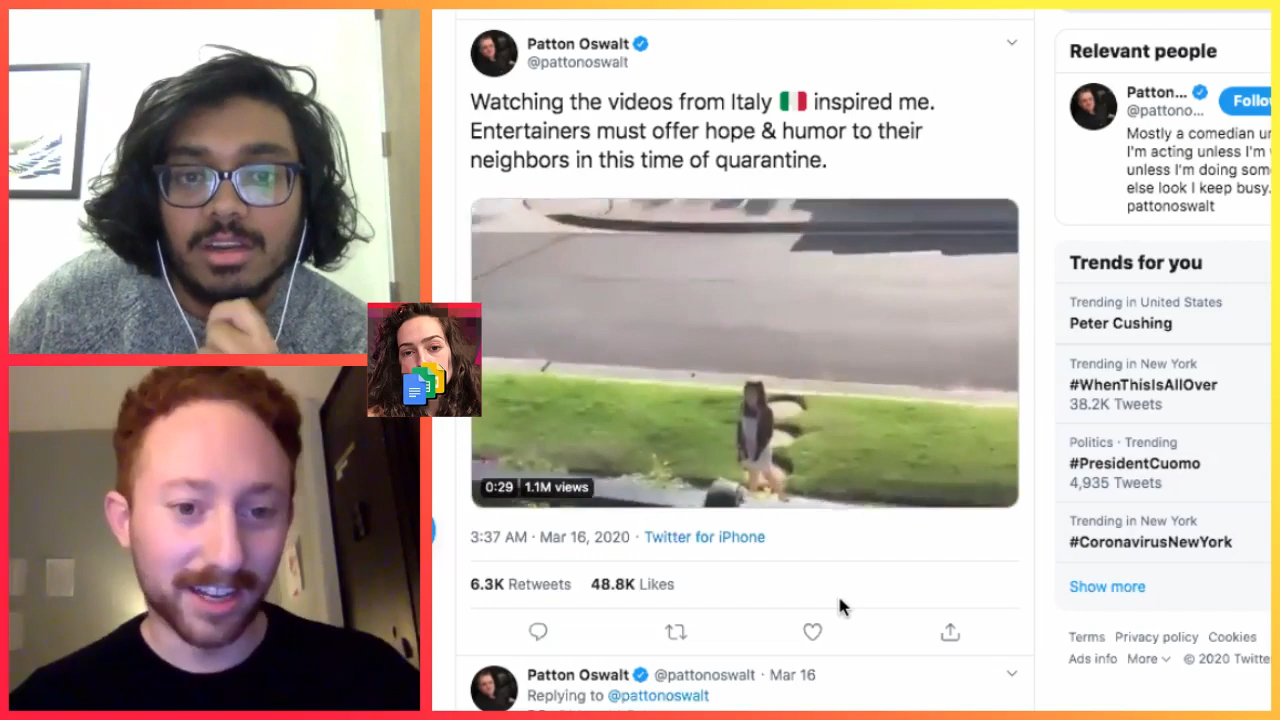 Patton Oswalt
@pattonoswalt
Watching the videos from Italy 🇮🇹 inspired me.
Entertainers must offer hope & humor to their
neighbors in this time of quarantine.
0:29 1.1M views
3:37 AM · Mar 16, 2020 · Twitter for iPhone
6.3K Retweets 48.8K Likes
Patton Oswalt @pattonoswalt · Mar 16
Replying to @pattonoswalt
Relevant people
Patton...
@pattono...
Follo
Mostly a comedian un
I'm acting unless I'm
unless I'm doing som
else look I keep busy.
pattonoswalt
Trends for you
Trending in United States
Peter Cushing
Trending in New York
#WhenThisIsAllOver
38.2K Tweets
Politics · Trending
#PresidentCuomo
4,935 Tweets
Trending in New York
#CoronavirusNewYork
Show more
Terms Privacy policy Cookies
Ads info More © 2020 Twitte